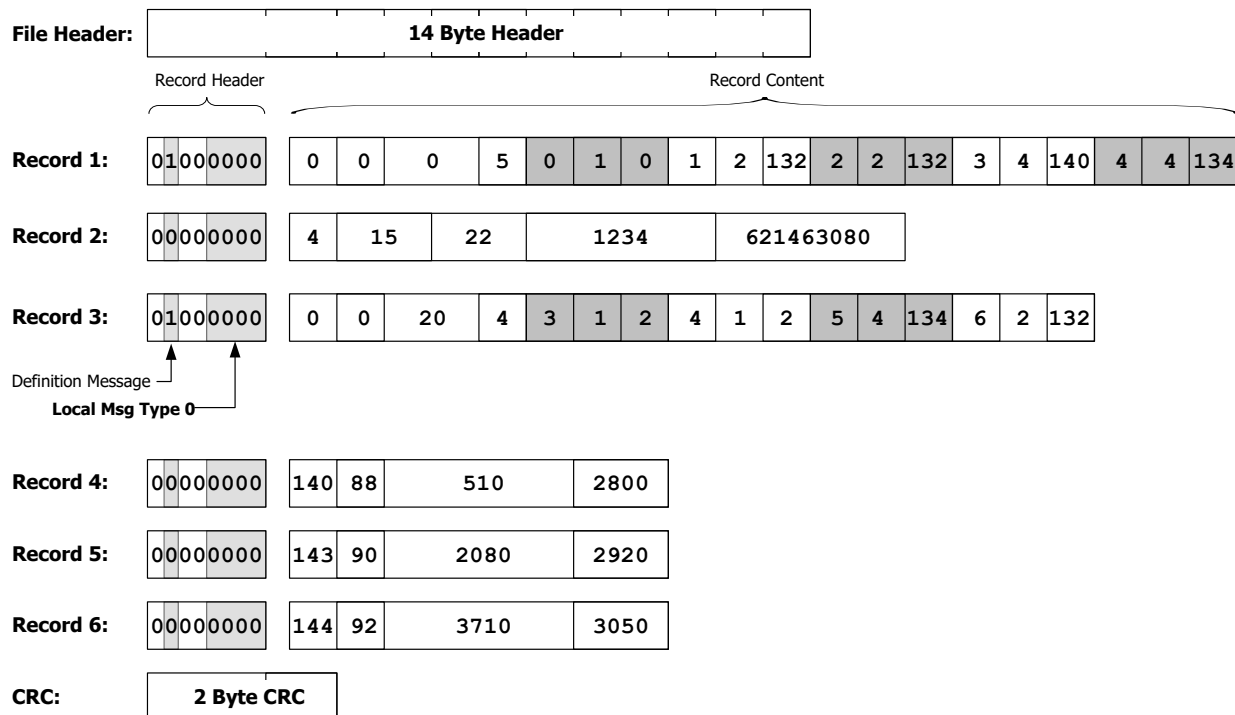 File Header: 14 Byte Header
Record Header Record Content
Record 1: 01000000 0 0 0 5 0 1 0 1 2 132 2 2 132 3 4 140 4 4 134
Record 2: 00000000 4 15 22 1234 621463080
Record 3: 01000000 0 0 20 4 3 1 2 4 1 2 5 4 134 6 2 132
Definition Message
Local Msg Type 0
Record 4: 00000000 140 88 510 2800
Record 5: 00000000 143 90 2080 2920
Record 6: 00000000 144 92 3710 3050
CRC: 2 Byte CRC